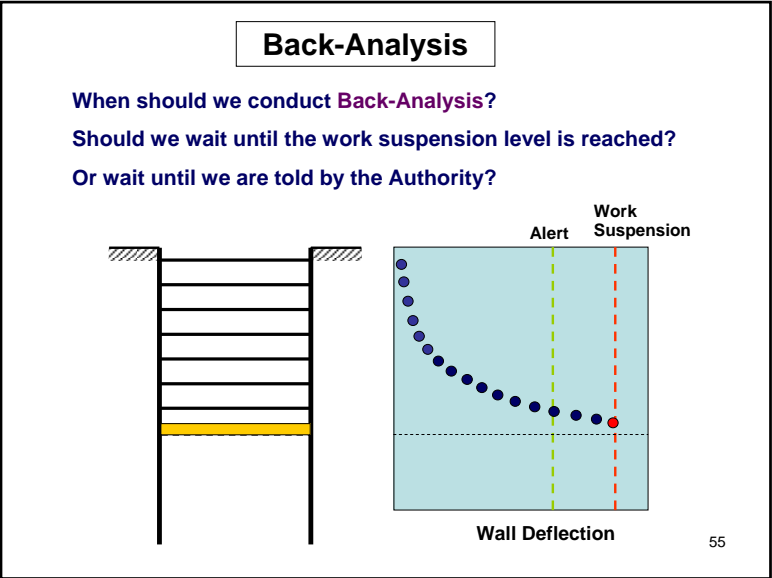 Back-Analysis
When should we conduct Back-Analysis?
Should we wait until the work suspension level is reached?
Or wait until we are told by the Authority?
Alert
Work
Suspension
Wall Deflection
55